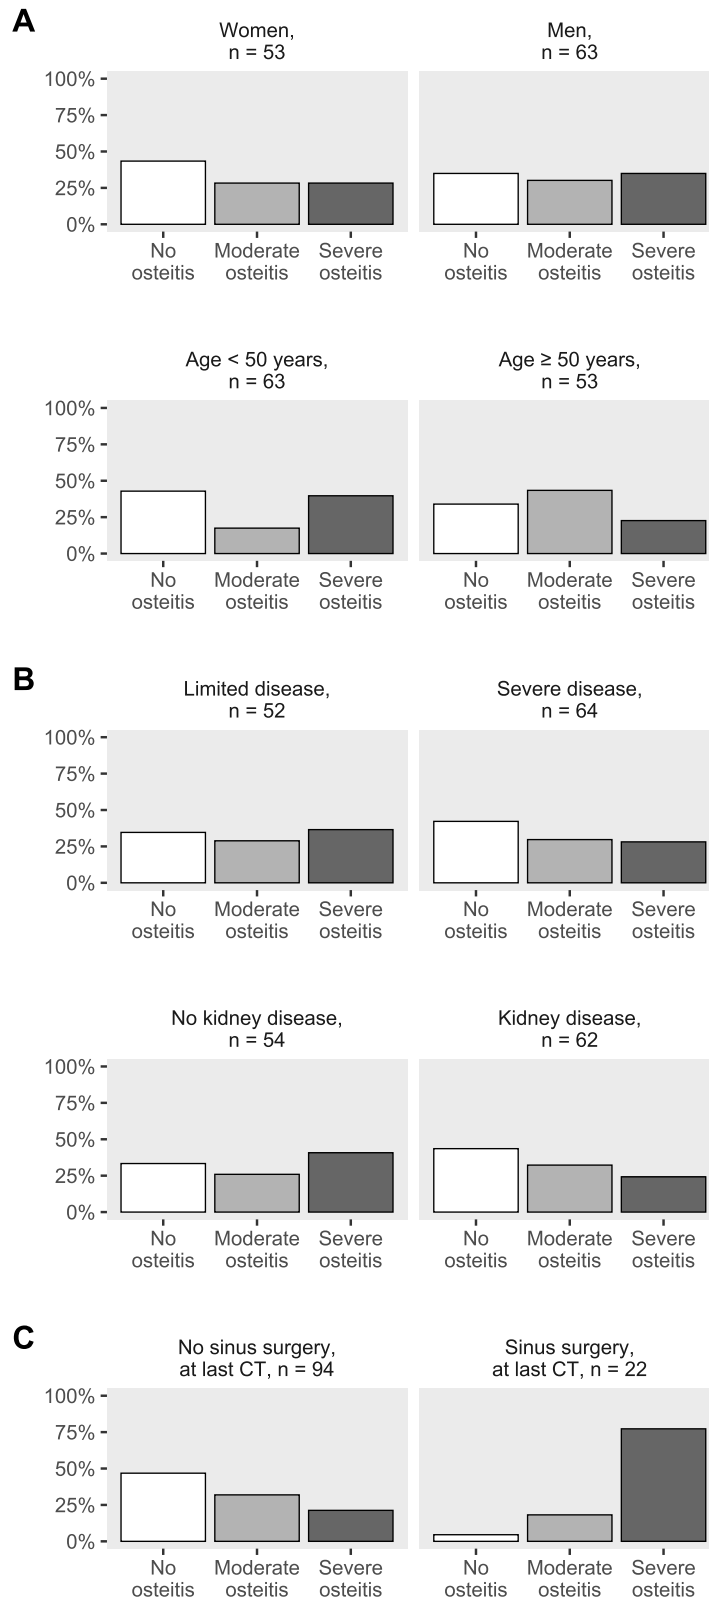 A
Women,
n = 53
Men,
n = 63
100%
75%
50%
25%
0%
No
osteitis
Moderate
osteitis
Severe
osteitis
No
osteitis
Moderate
osteitis
Severe
osteitis
Age < 50 years,
n = 63
Age ≥ 50 years,
n = 53
100%
75%
50%
25%
0%
No
osteitis
Moderate
osteitis
Severe
osteitis
No
osteitis
Moderate
osteitis
Severe
osteitis
B
Limited disease,
n = 52
Severe disease,
n = 64
100%
75%
50%
25%
0%
No
osteitis
Moderate
osteitis
Severe
osteitis
No
osteitis
Moderate
osteitis
Severe
osteitis
No kidney disease,
n = 54
Kidney disease,
n = 62
100%
75%
50%
25%
0%
No
osteitis
Moderate
osteitis
Severe
osteitis
No
osteitis
Moderate
osteitis
Severe
osteitis
C
No sinus surgery,
at last CT, n = 94
Sinus surgery,
at last CT, n = 22
100%
75%
50%
25%
0%
No
osteitis
Moderate
osteitis
Severe
osteitis
No
osteitis
Moderate
osteitis
Severe
osteitis